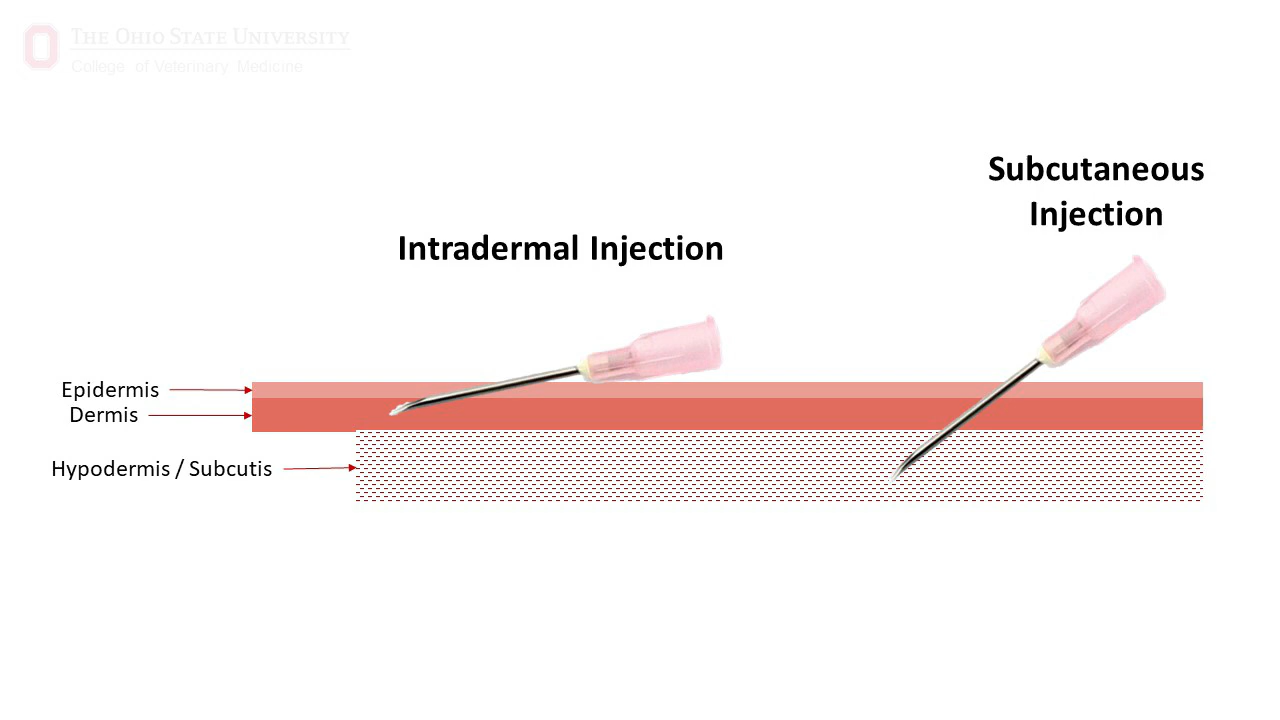 THE OHIO STATE UNIVERSITY
College of Veterinary Medicine
Subcutaneous
Injection
Intradermal Injection
Epidermis
Dermis
Hypodermis / Subcutis